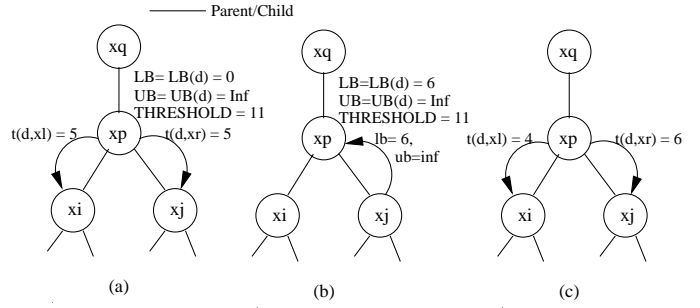 Parent/Child
xq
LB= LB(d) = 0
UB= UB(d) = Inf
THRESHOLD = 11
xp
t(d,xl) = 5
t(d,xr) = 5
xi
xj
(a)
xq
LB=LB(d) = 6
UB=UB(d) = Inf
THRESHOLD = 11
xp
lb= 6,
ub=inf
xi
xj
(b)
xq
xp
t(d,xl) = 4
t(d,xr) = 6
xi
xj
(c)